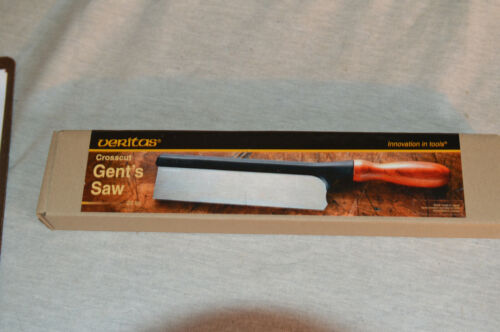 veritas®
Innovation in tools®
Crosscut
Gent's
Saw